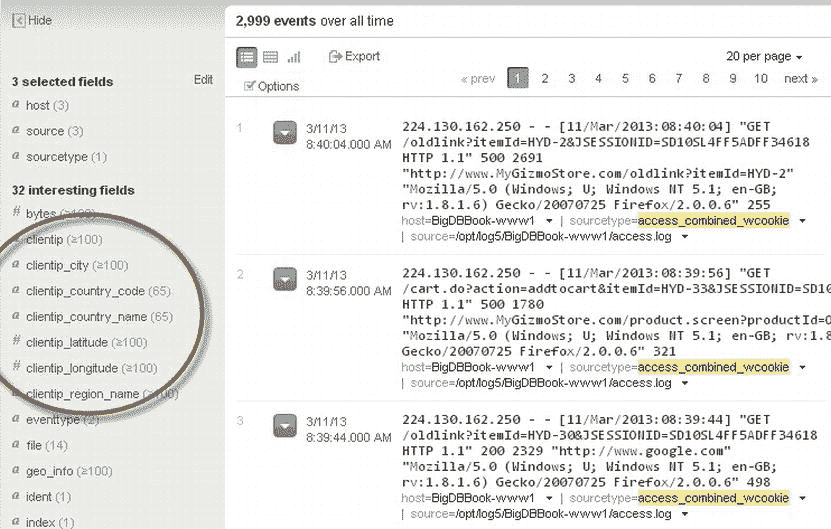 Hide
3 selected fields Edit
a host (3)
a source (3)
a sourcetype (1)
32 interesting fields
# bytes (≥100)
a clientip (≥100)
a clientip_city (≥100)
a clientip_country_code (65)
a clientip_country_name (65)
# clientip_latitude (≥100)
# clientip_longitude (≥100)
a clientip_region_name (≥100)
a eventtype (2)
a file (14)
a geo_info (≥100)
a ident (1)
a index (1)
2,999 events over all time
Export
20 per page
« prev 1 2 3 4 5 6 7 8 9 10 next »
Options
1 3/11/13
8:40:04.000 AM
224.130.162.250 - - [11/Mar/2013:08:40:04] "GET
/oldlink?itemId=HYD-2&JSESSIONID=SD10SL4FF5ADFF34618
HTTP 1.1" 500 2691
"http://www.MyGizmoStore.com/oldlink?itemId=HYD-2"
"Mozilla/5.0 (Windows; U; Windows NT 5.1; en-GB;
rv:1.8.1.6) Gecko/20070725 Firefox/2.0.0.6" 255
host=BigDBBook-www1 | sourcetype=access_combined_wcookie
| source=/opt/log5/BigDBBook-www1/access.log
2 3/11/13
8:39:56.000 AM
224.130.162.250 - - [11/Mar/2013:08:39:56] "GET
/cart.do?action=addtocart&itemId=HYD-33&JSESSIONID=SD10
HTTP 1.1" 500 1780
"http://www.MyGizmoStore.com/product.screen?productId=O
"Mozilla/5.0 (Windows; U; Windows NT 5.1; en-GB; rv:1.8
Gecko/20070725 Firefox/2.0.0.6" 321
host=BigDBBook-www1 | sourcetype=access_combined_wcookie
| source=/opt/log5/BigDBBook-www1/access.log
3 3/11/13
8:39:44.000 AM
224.130.162.250 - - [11/Mar/2013:08:39:44] "GET
/oldlink?itemId=HYD-30&JSESSIONID=SD10SL4FF5ADFF34618
HTTP 1.1" 200 2329 "http://www.google.com"
"Mozilla/5.0 (Windows; U; Windows NT 5.1; en-GB;
rv:1.8.1.6) Gecko/20070725 Firefox/2.0.0.6" 498
host=BigDBBook-www1 | sourcetype=access_combined_wcookie
| source=/opt/log5/BigDBBook-www1/access.log